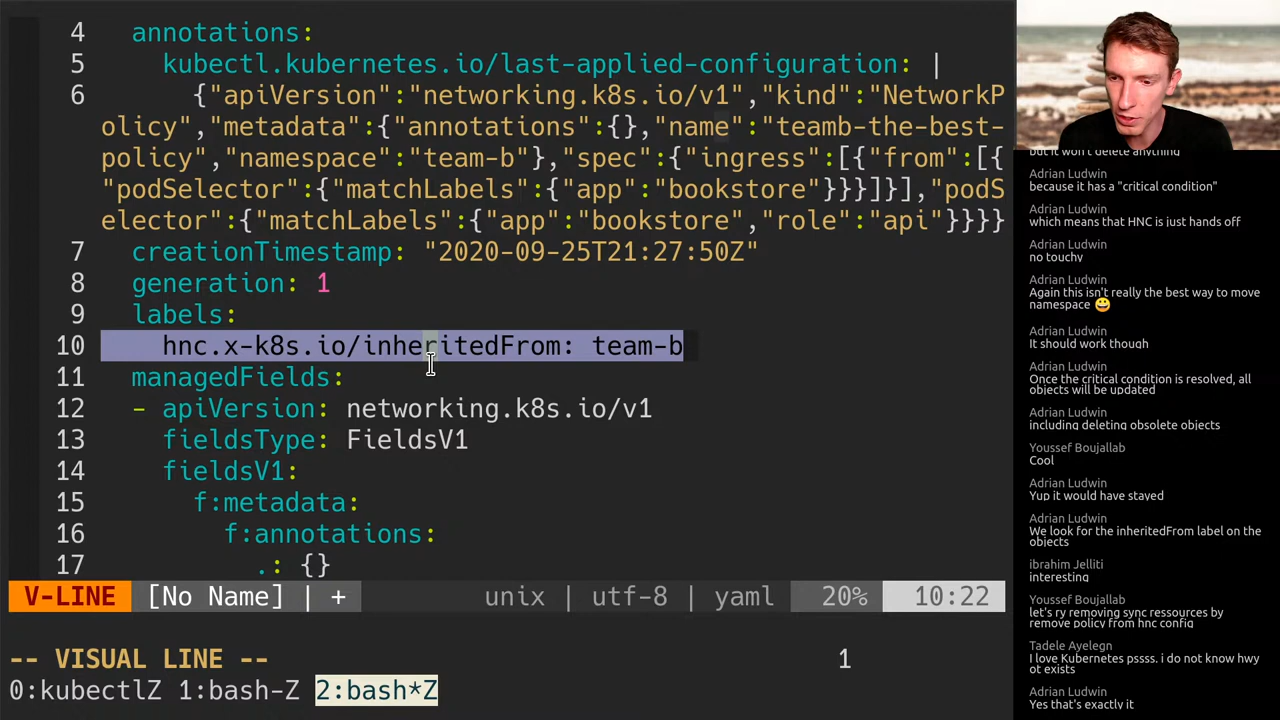 4 annotations:
5 kubectl.kubernetes.io/last-applied-configuration: |
6 {"apiVersion":"networking.k8s.io/v1","kind":"NetworkP
olicy","metadata":{"annotations":{},"name":"teamb-the-best-
policy","namespace":"team-b"},"spec":{"ingress":[{"from":[{
"podSelector":{"matchLabels":{"app":"bookstore"}}}]}],"podS
elector":{"matchLabels":{"app":"bookstore","role":"api"}}}}
7 creationTimestamp: "2020-09-25T21:27:50Z"
8 generation: 1
9 labels:
10 hnc.x-k8s.io/inheritedFrom: team-b
11 managedFields:
12 - apiVersion: networking.k8s.io/v1
13 fieldsType: FieldsV1
14 fieldsV1:
15 f:metadata:
16 f:annotations:
17 .: {}
V-LINE [No Name] | + unix | utf-8 | yaml 20% 10:22
-- VISUAL LINE -- 1
0:kubectlZ 1:bash-Z 2:bash*Z
but it won't delete anything
Adrian Ludwin
because it has a "critical condition"
Adrian Ludwin
which means that HNC is just hands off
Adrian Ludwin
no touchy
Adrian Ludwin
Again this isn't really the best way to move
namespace 😀
Adrian Ludwin
It should work though
Adrian Ludwin
Once the critical condition is resolved, all
objects will be updated
Adrian Ludwin
including deleting obsolete objects
Youssef Boujallab
Cool
Adrian Ludwin
Yup it would have stayed
Adrian Ludwin
We look for the inheritedFrom label on the
objects
ibrahim Jelliti
interesting
Youssef Boujallab
let's ry removing sync ressources by
remove policy from hnc config
Tadele Ayelegn
I love Kubernetes pssss. i do not know hwy
ot exists
Adrian Ludwin
Yes that's exactly it